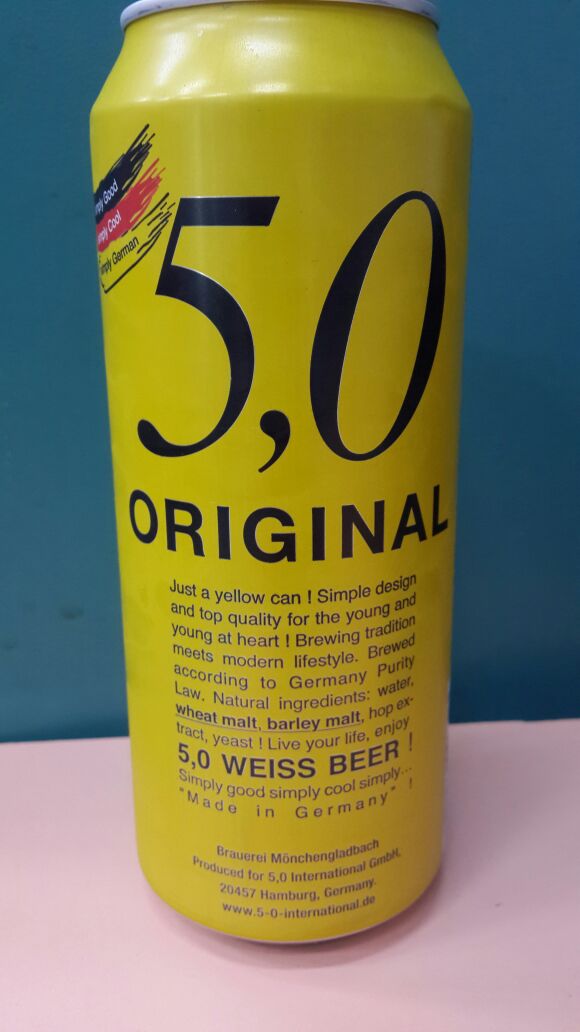 Good
Cool
German
5,0
ORIGINAL
Just a yellow can ! Simple design
and top quality for the young and
young at heart ! Brewing tradition
meets modern lifestyle. Brewed
according to Germany Purity
Law. Natural ingredients: water,
wheat malt, barley malt, hop ex-
tract, yeast ! Live your life, enjoy
5,0 WEISS BEER !
Simply good simply cool simply...
"Made in Germany" !
Brauerei Mönchengladbach
Produced for 5,0 International GmbH,
20457 Hamburg, Germany.
www.5-0-international.de